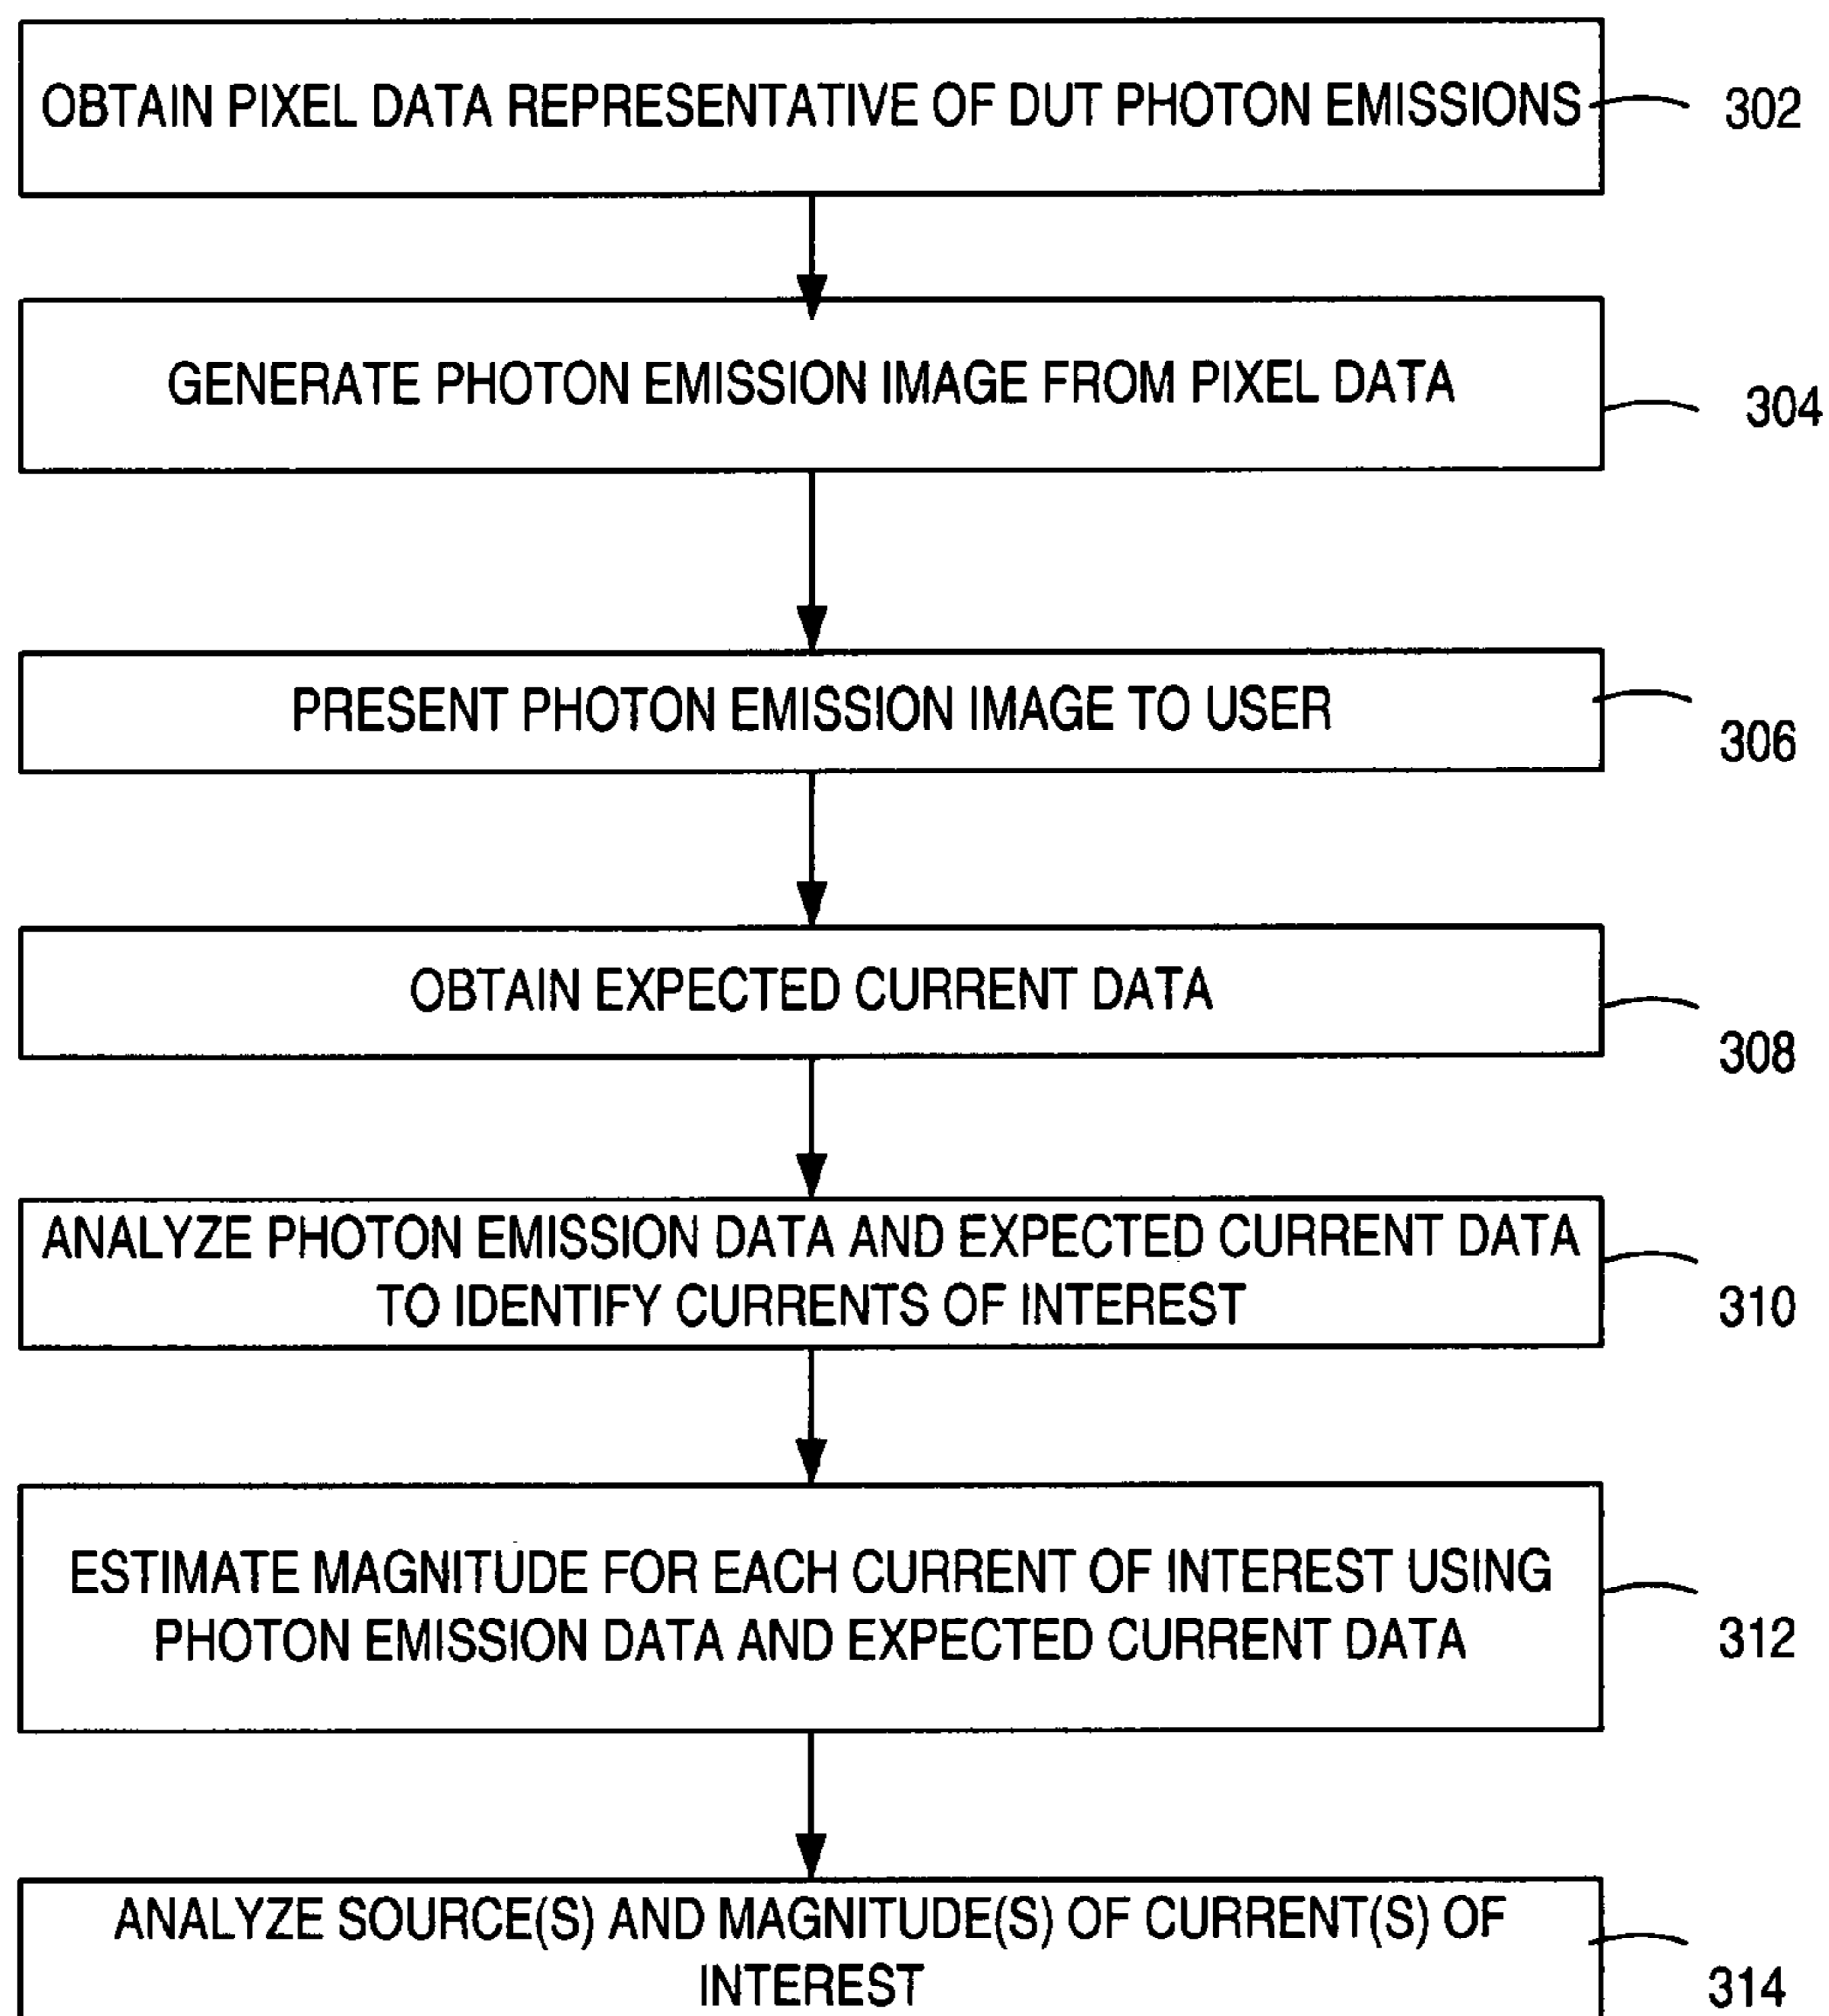 OBTAIN PIXEL DATA REPRESENTATIVE OF DUT PHOTON EMISSIONS
302
GENERATE PHOTON EMISSION IMAGE FROM PIXEL DATA
304
PRESENT PHOTON EMISSION IMAGE TO USER
306
OBTAIN EXPECTED CURRENT DATA
308
ANALYZE PHOTON EMISSION DATA AND EXPECTED CURRENT DATA
TO IDENTIFY CURRENTS OF INTEREST
310
ESTIMATE MAGNITUDE FOR EACH CURRENT OF INTEREST USING
PHOTON EMISSION DATA AND EXPECTED CURRENT DATA
312
ANALYZE SOURCE(S) AND MAGNITUDE(S) OF CURRENT(S) OF
INTEREST
314